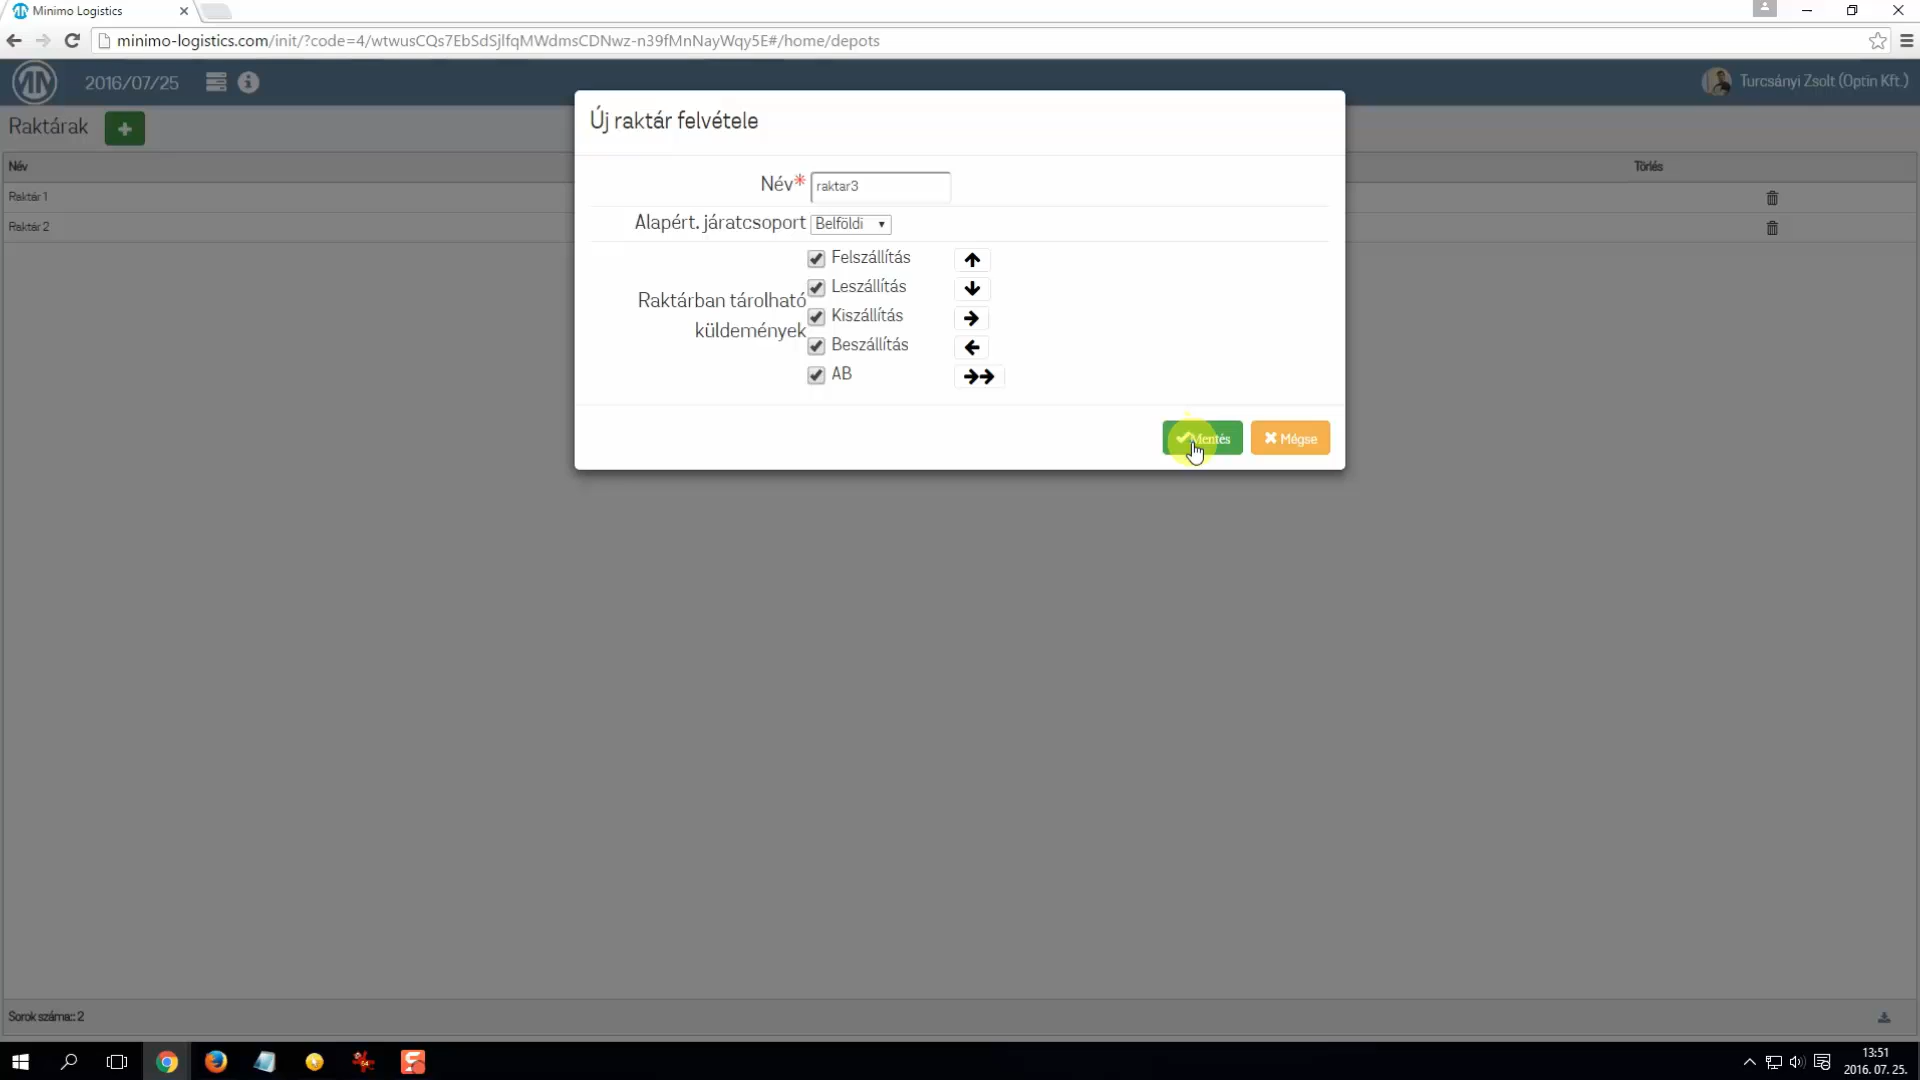 Minimo Logistics
minimo-logistics.com/init/?code=4/wtwusCQs7EbSdSjlfqMWdmsCDNwz-n39fMnNayWqy5E#/home/depots
2016/07/25
Turcsányi Zsolt (Optin Kft.)
Raktárak
Új raktár felvétele
Név
Törlés
Raktár 1
Raktár 2
Név* raktar3
Alapért. járatcsoport Belföldi
Raktárban tárolható
küldemények
Felszállítás
Leszállítás
Kiszállítás
Beszállítás
AB
Mentés
Mégse
Sorok száma:: 2
13:51
2016. 07. 25.